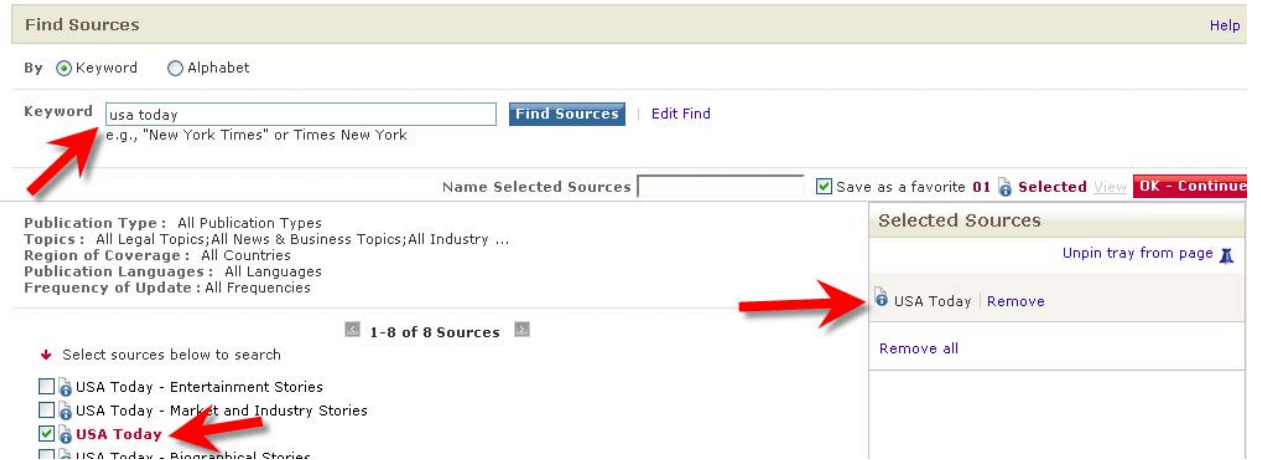 Find Sources Help
By Keyword Alphabet
Keyword usa today Find Sources | Edit Find
e.g., "New York Times" or Times New York
Name Selected Sources Save as a favorite 01 Selected View OK - Continue
Publication Type : All Publication Types
Topics : All Legal Topics;All News & Business Topics;All Industry ...
Region of Coverage : All Countries
Publication Languages : All Languages
Frequency of Update : All Frequencies
Selected Sources
Unpin tray from page
USA Today | Remove
Remove all
1-8 of 8 Sources
Select sources below to search
USA Today - Entertainment Stories
USA Today - Market and Industry Stories
USA Today
USA Today - Biographical Stories